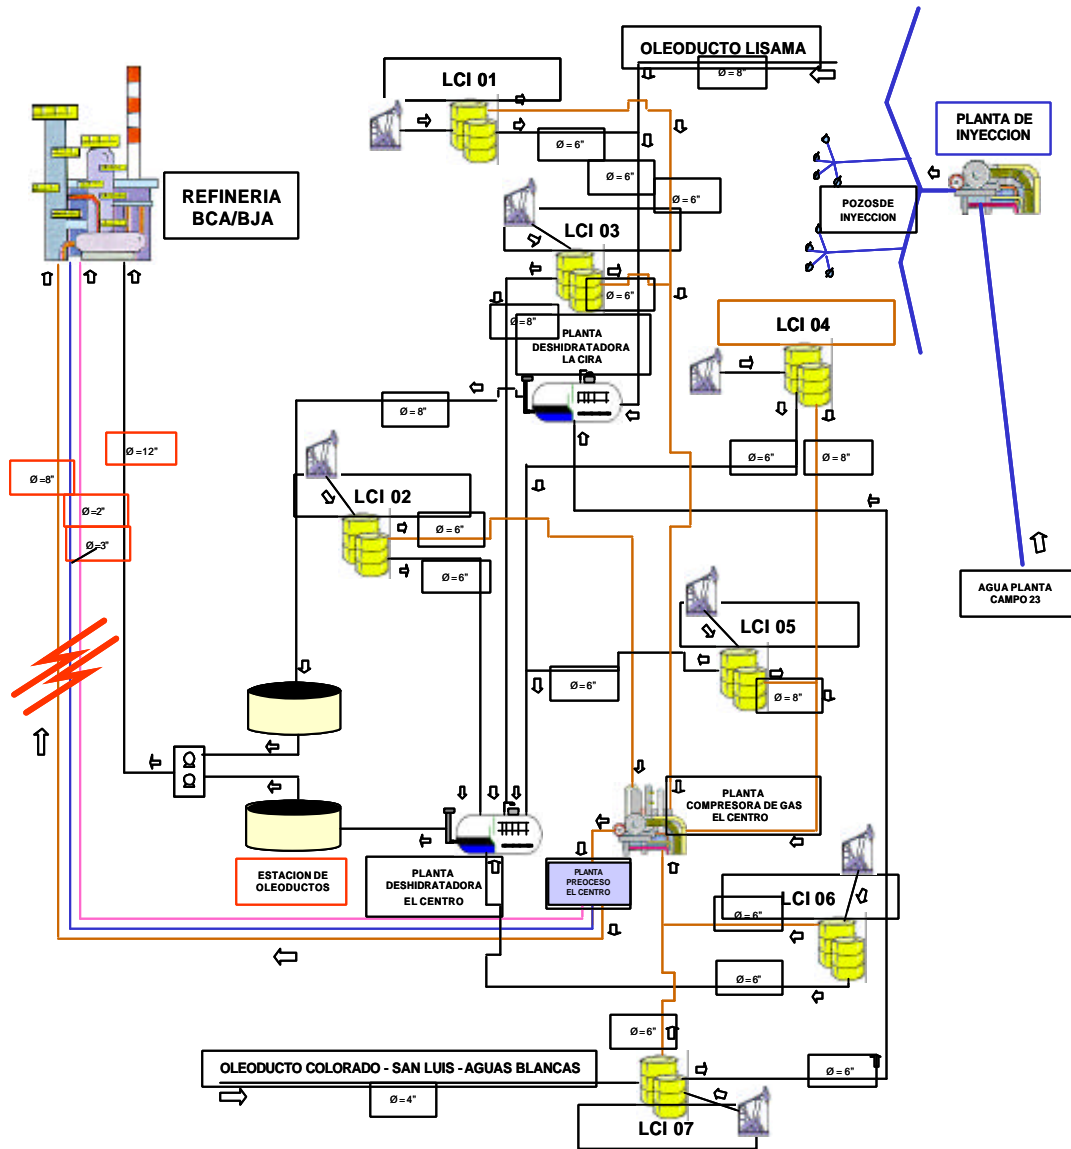 OLEODUCTO LISAMA
Ø = 8"
LCI 01
PLANTA DE
INYECCION
Ø = 6"
Ø = 6"
Ø = 6"
REFINERIA
BCA/BJA
POZOSDE
INYECCION
LCI 03
Ø = 6"
Ø = 8"
PLANTA
DESHIDRATADORA
LA CIRA
LCI 04
Ø = 8"
Ø =12"
Ø =8"
Ø = 6"
Ø = 8"
LCI 02
Ø =2"
Ø = 6"
Ø =3"
Ø = 6"
AGUA PLANTA
CAMPO 23
LCI 05
Ø = 6"
Ø = 8"
PLANTA
COMPRESORA DE GAS
EL CENTRO
ESTACION DE
OLEODUCTOS
PLANTA
DESHIDRATADORA
EL CENTRO
PLANTA
PREOCESO
EL CENTRO
LCI 06
Ø = 6"
Ø = 6"
Ø = 6"
OLEODUCTO COLORADO - SAN LUIS - AGUAS BLANCAS
Ø = 6"
Ø = 4"
LCI 07